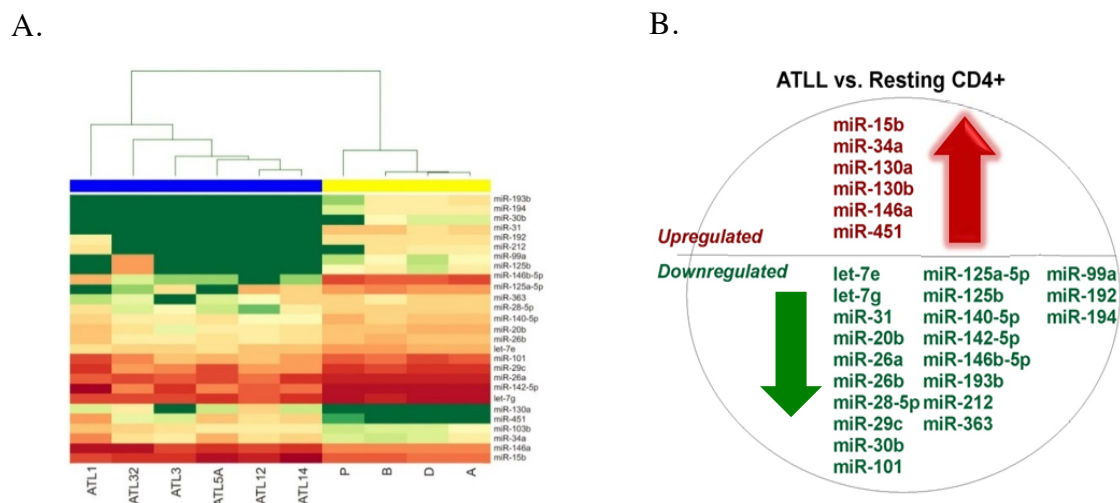 A.
miR-193b
miR-194
miR-30b
miR-31
miR-192
miR-212
miR-99a
miR-125b
miR-146b-5p
miR-125a-5p
miR-363
miR-28-5p
miR-140-5p
miR-20b
miR-26b
let-7e
miR-101
miR-29c
miR-26a
miR-142-5p
let-7g
miR-130a
miR-451
miR-103b
miR-34a
miR-146a
miR-15b
ATL1 ATL32 ATL3 ATL5A ATL12 ATL14 P B D A
B.
ATLL vs. Resting CD4+
miR-15b
miR-34a
miR-130a
miR-130b
miR-146a
miR-451
Upregulated
Downregulated
let-7e miR-125a-5p miR-99a
let-7g miR-125b miR-192
miR-31 miR-140-5p miR-194
miR-20b miR-142-5p
miR-26a miR-146b-5p
miR-26b miR-193b
miR-28-5p miR-212
miR-29c miR-363
miR-30b
miR-101